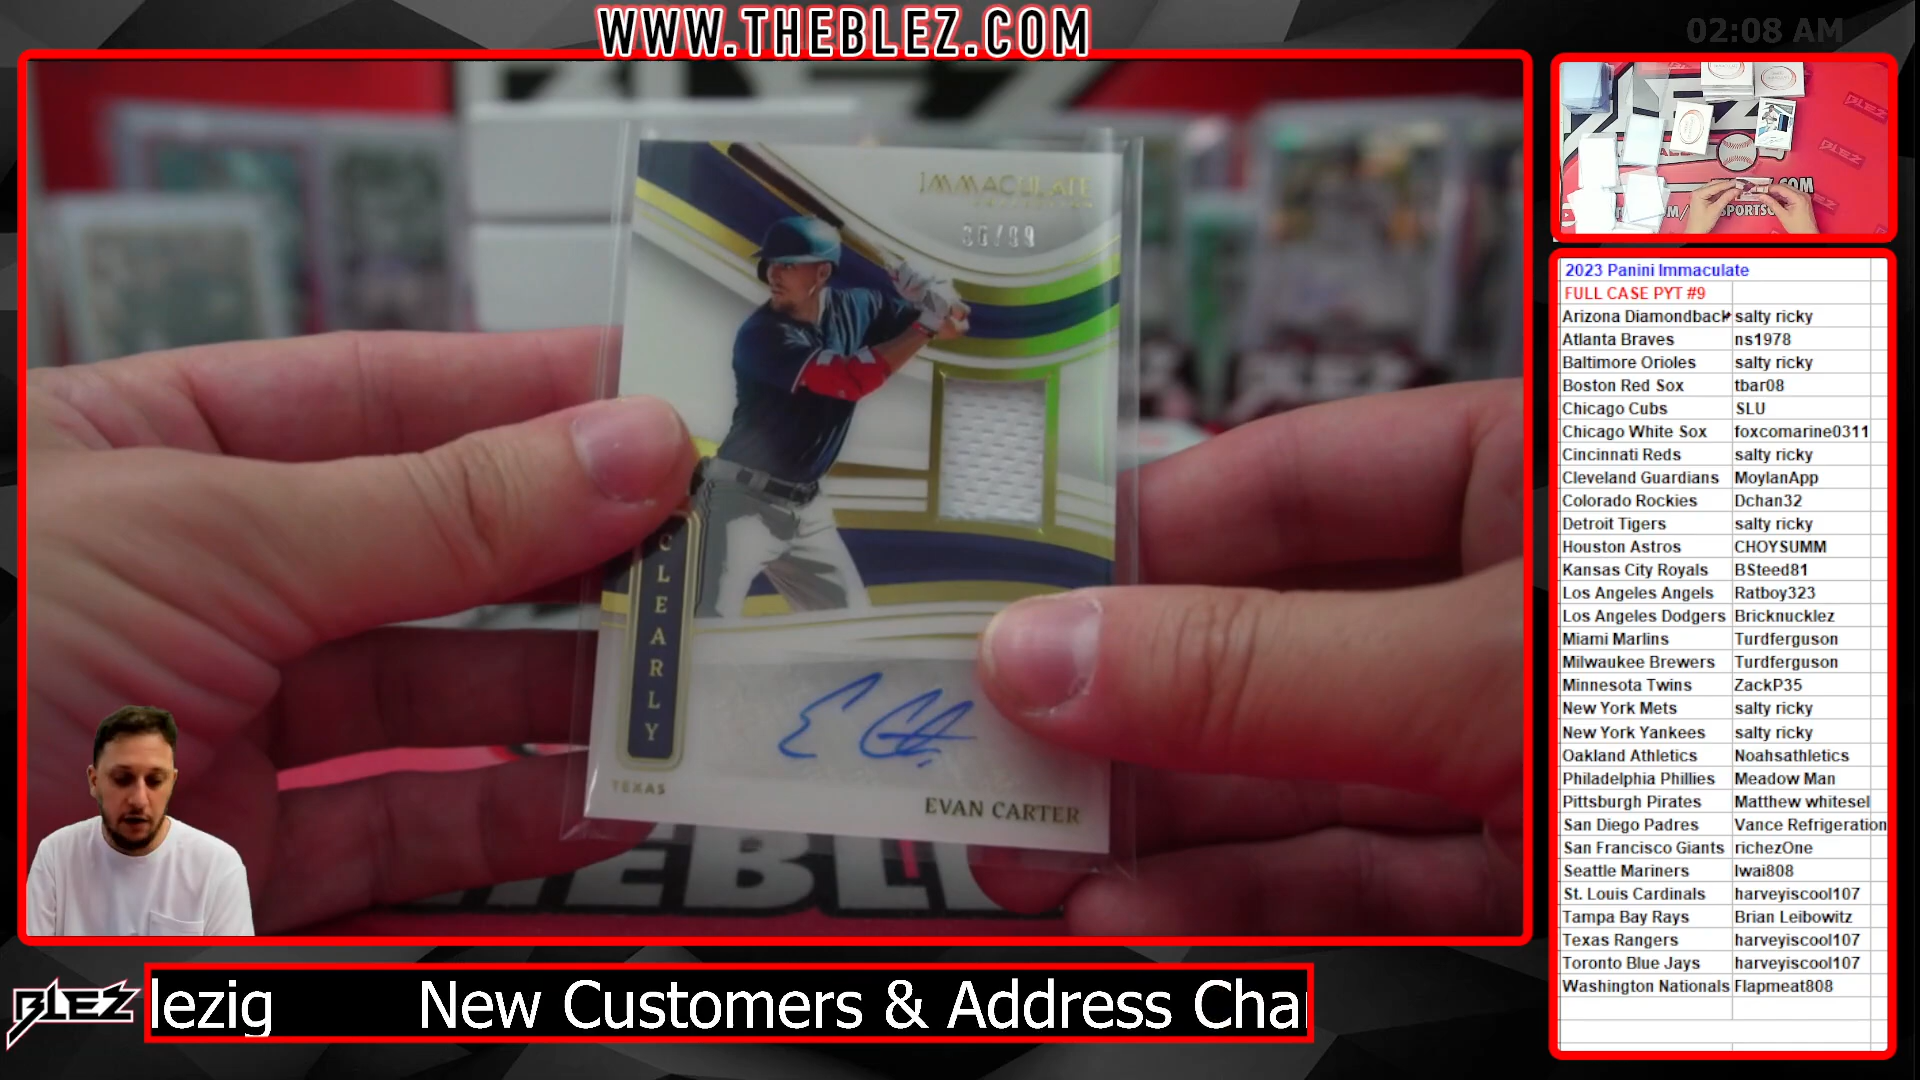 WWW.THEBLEZ.COM
02:08 AM
IMMACULATE
CLEARLY
TEXAS
EVAN CARTER
2023 Panini Immaculate
FULL CASE PYT #9
Arizona Diamondback salty ricky
Atlanta Braves ns1978
Baltimore Orioles salty ricky
Boston Red Sox tbar08
Chicago Cubs SLU
Chicago White Sox foxcomarine0311
Cincinnati Reds salty ricky
Cleveland Guardians MoylanApp
Colorado Rockies Dchan32
Detroit Tigers salty ricky
Houston Astros CHOYSUMM
Kansas City Royals BSteed81
Los Angeles Angels Ratboy323
Los Angeles Dodgers Bricknucklez
Miami Marlins Turdferguson
Milwaukee Brewers Turdferguson
Minnesota Twins ZackP35
New York Mets salty ricky
New York Yankees salty ricky
Oakland Athletics Noahsathletics
Philadelphia Phillies Meadow Man
Pittsburgh Pirates Matthew whitesel
San Diego Padres Vance Refrigeration
San Francisco Giants richezOne
Seattle Mariners lwai808
St. Louis Cardinals harveyiscool107
Tampa Bay Rays Brian Leibowitz
Texas Rangers harveyiscool107
Toronto Blue Jays harveyiscool107
Washington Nationals Flapmeat808
BLEZ
lezig New Customers & Address Cha